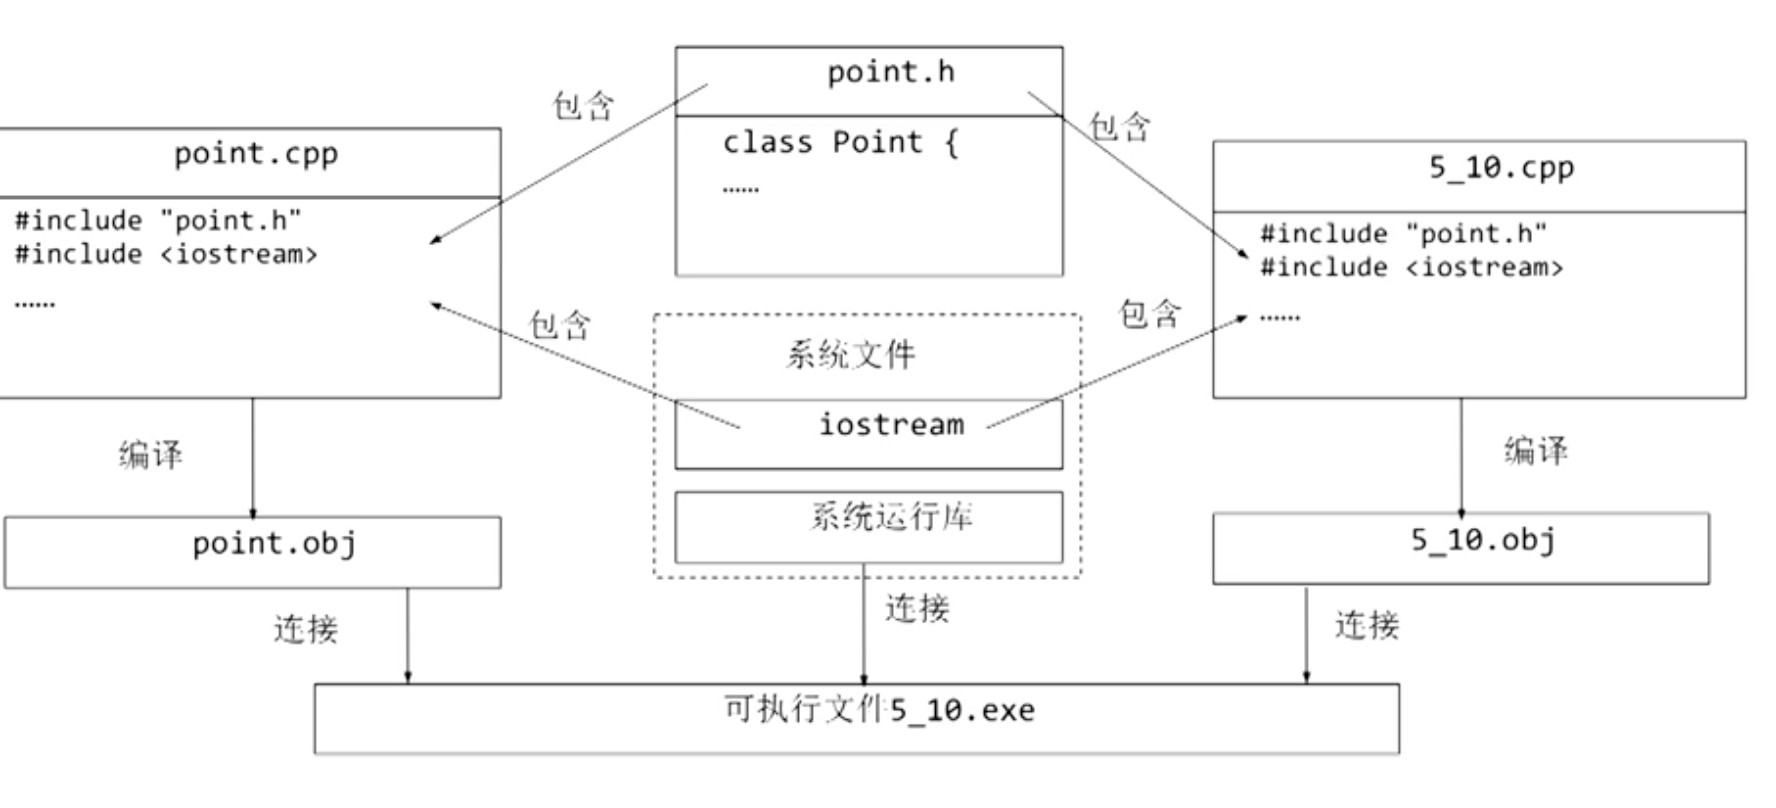 point.h
包含
包含
class Point {
......
point.cpp
#include "point.h"
#include <iostream>
......
5_10.cpp
#include "point.h"
#include <iostream>
......
包含
包含
系统文件
iostream
系统运行库
编译
编译
point.obj
5_10.obj
连接
连接
连接
可执行文件5_10.exe